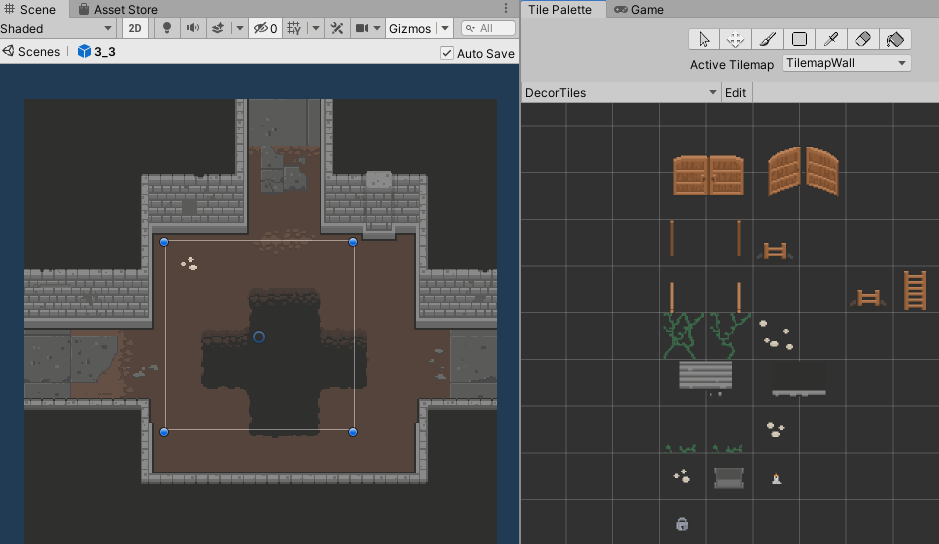 Scene
Asset Store
Shaded
2D
0
Gizmos
All
Scenes
3_3
Auto Save
Tile Palette
Game
Active Tilemap
TilemapWall
DecorTiles
Edit